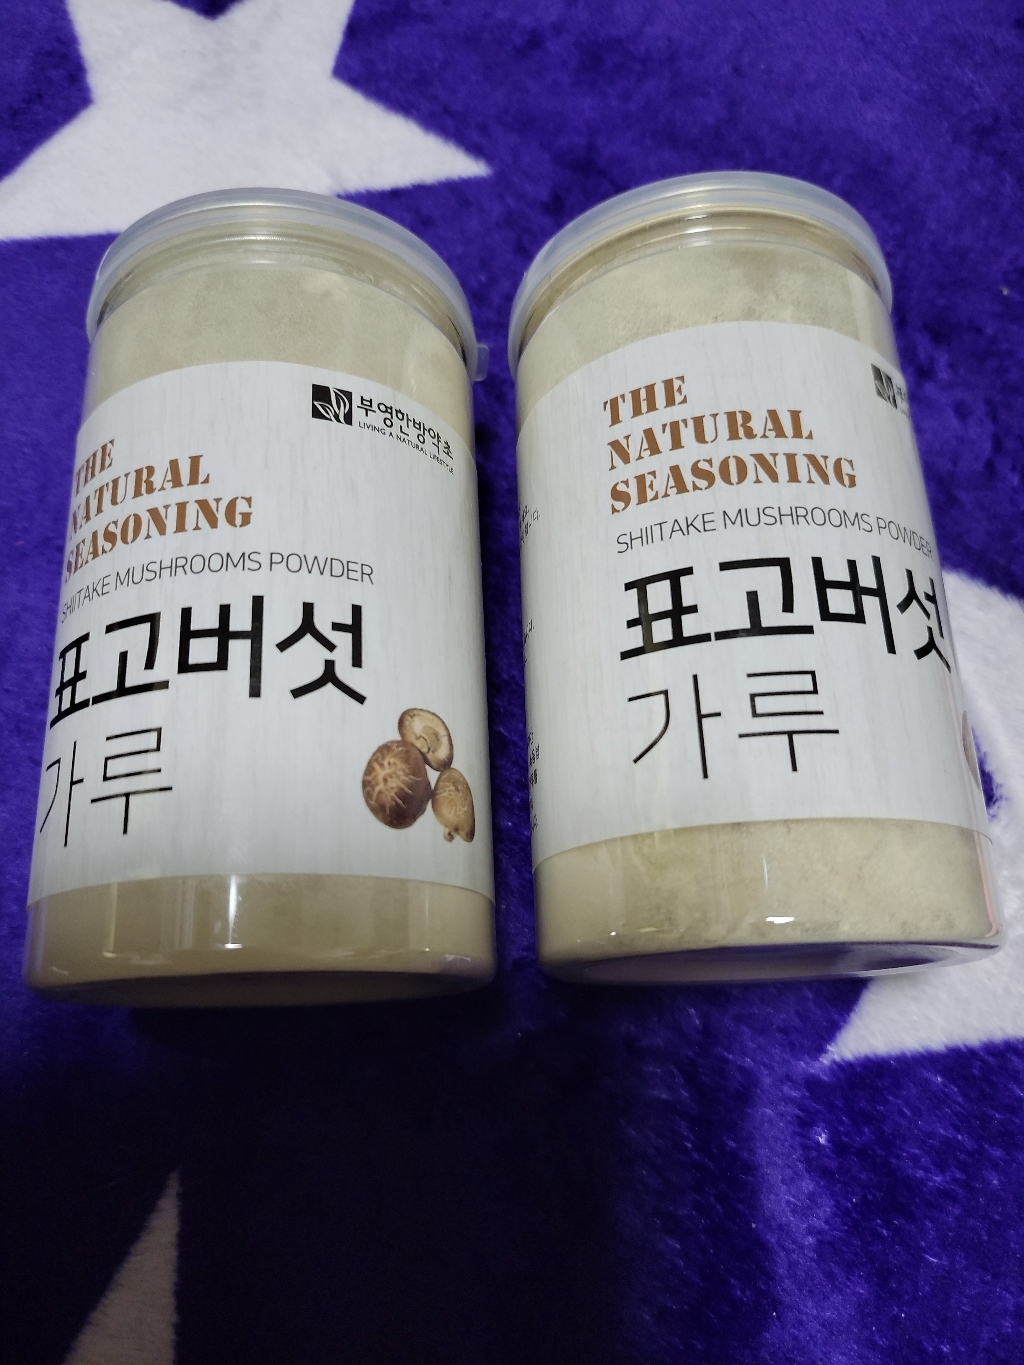 부영한방약초
LIVING A NATURAL LIFESTYLE
THE
NATURAL
SEASONING
SHIITAKE MUSHROOMS POWDER
표고버섯
가루
THE
NATURAL
SEASONING
SHIITAKE MUSHROOMS POWDER
표고버섯
가루